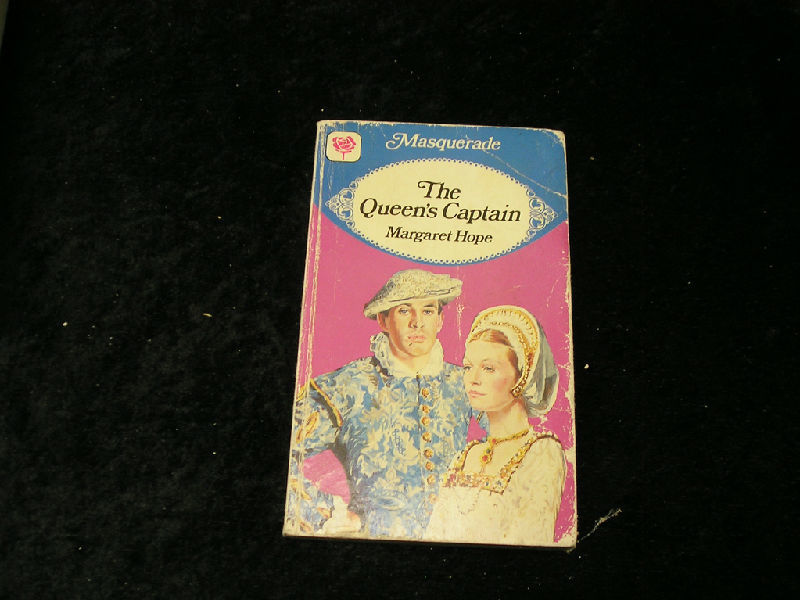 Masquerade
The
Queen's Captain
Margaret Hope